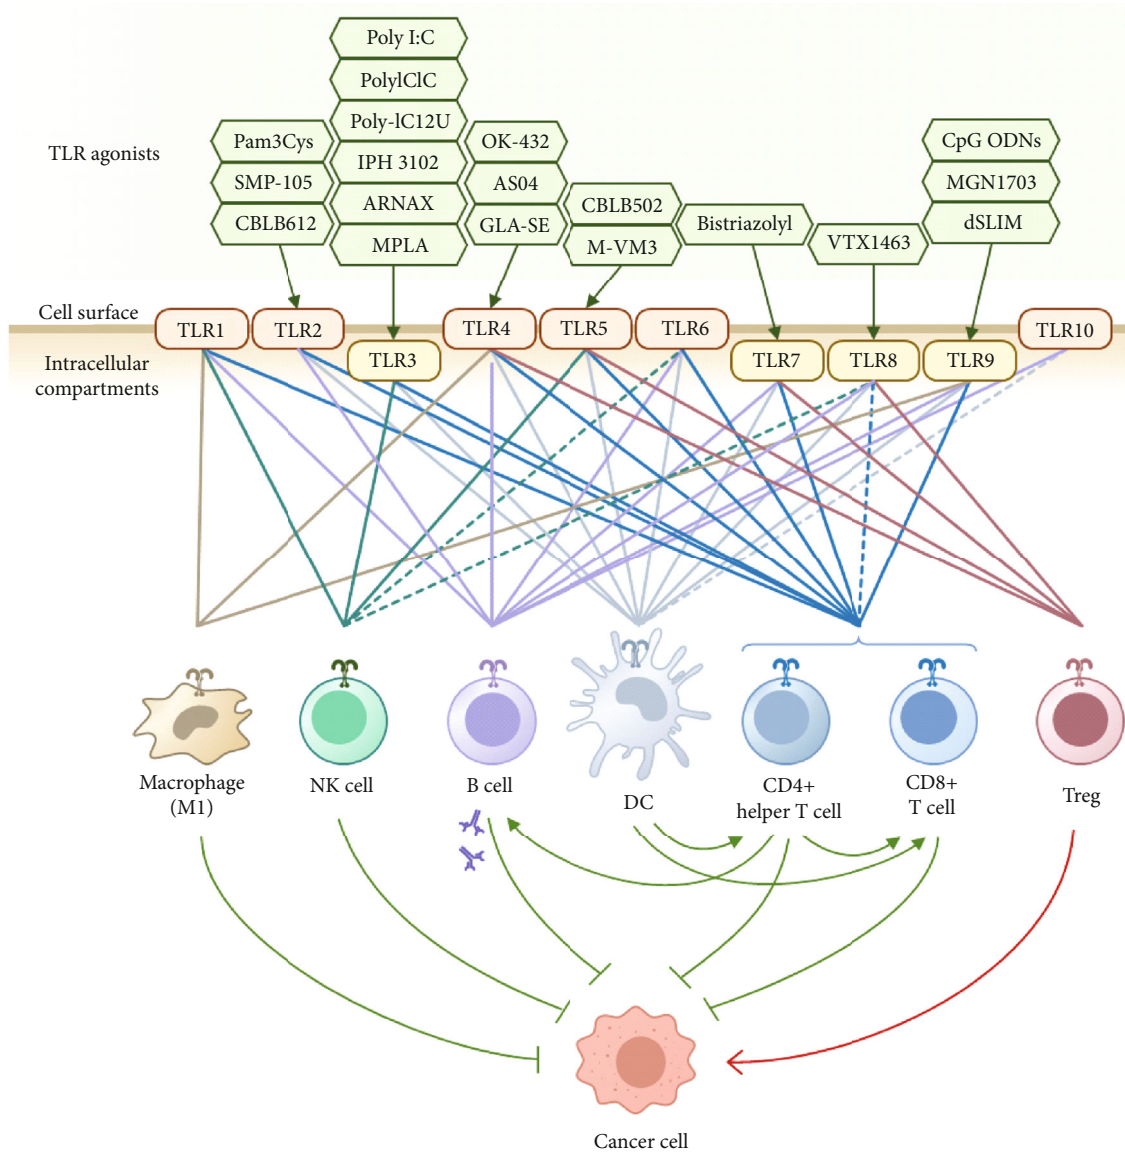 Poly I:C
PolylClC
Poly-lC12U
IPH 3102
ARNAX
MPLA
Pam3Cys
SMP-105
CBLB612
OK-432
AS04
GLA-SE
CBLB502
M-VM3
Bistriazolyl
VTX1463
CpG ODNs
MGN1703
dSLIM
TLR agonists
Cell surface
Intracellular
compartments
TLR1
TLR2
TLR3
TLR4
TLR5
TLR6
TLR7
TLR8
TLR9
TLR10
Macrophage
(M1)
NK cell
B cell
DC
CD4+
helper T cell
CD8+
T cell
Treg
Cancer cell